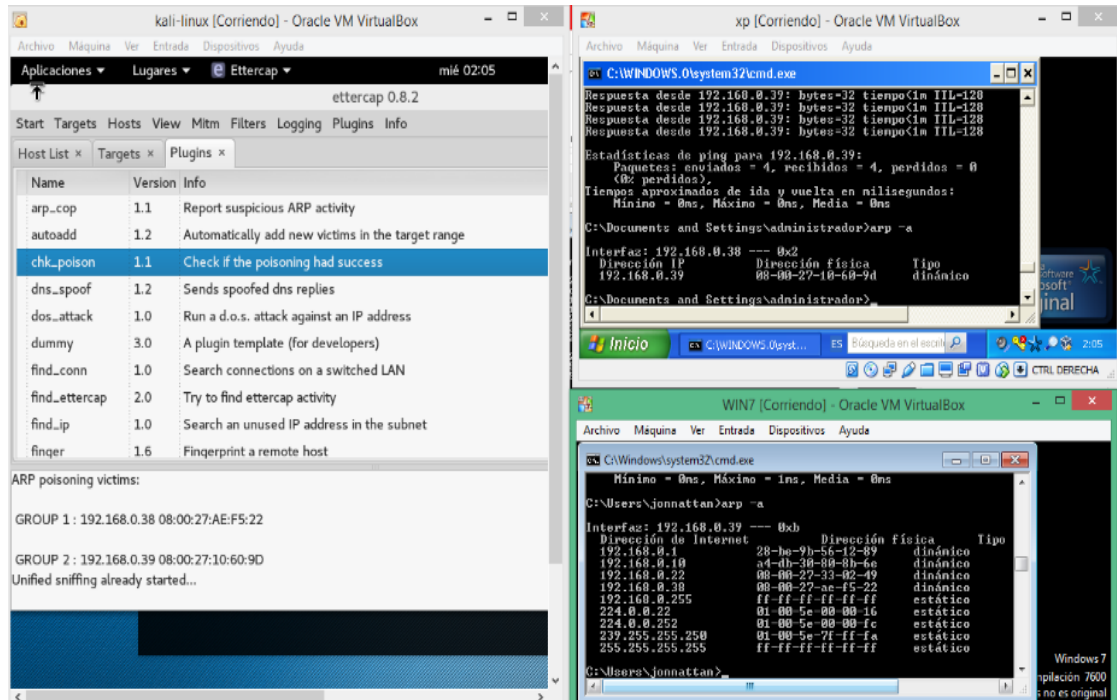 kali-linux [Corriendo] - Oracle VM VirtualBox
Archivo Máquina Ver Entrada Dispositivos Ayuda
Aplicaciones Lugares Ettercap mié 02:05
ettercap 0.8.2
Start Targets Hosts View Mitm Filters Logging Plugins Info
Host List × Targets × Plugins ×
Name Version Info
arp_cop 1.1 Report suspicious ARP activity
autoadd 1.2 Automatically add new victims in the target range
chk_poison 1.1 Check if the poisoning had success
dns_spoof 1.2 Sends spoofed dns replies
dos_attack 1.0 Run a d.o.s. attack against an IP address
dummy 3.0 A plugin template (for developers)
find_conn 1.0 Search connections on a switched LAN
find_ettercap 2.0 Try to find ettercap activity
find_ip 1.0 Search an unused IP address in the subnet
finger 1.6 Fingerprint a remote host
ARP poisoning victims:
GROUP 1 : 192.168.0.38 08:00:27:AE:F5:22
GROUP 2 : 192.168.0.39 08:00:27:10:60:9D
Unified sniffing already started...
xp [Corriendo] - Oracle VM VirtualBox
Archivo Máquina Ver Entrada Dispositivos Ayuda
C:\WINDOWS.0\system32\cmd.exe
Respuesta desde 192.168.0.39: bytes=32 tiempo<1m TTL=128
Respuesta desde 192.168.0.39: bytes=32 tiempo<1m TTL=128
Respuesta desde 192.168.0.39: bytes=32 tiempo<1m TTL=128
Respuesta desde 192.168.0.39: bytes=32 tiempo<1m TTL=128
Estadísticas de ping para 192.168.0.39:
Paquetes: enviados = 4, recibidos = 4, perdidos = 0
(0% perdidos),
Tiempos aproximados de ida y vuelta en milisegundos:
Mínimo = 0ms, Máximo = 0ms, Media = 0ms
C:\Documents and Settings\administrador>arp -a
Interfaz: 192.168.0.38 --- 0x2
Dirección IP Dirección física Tipo
192.168.0.39 08-00-27-10-60-9d dinámico
C:\Documents and Settings\administrador>_
Inicio C:\WINDOWS.0\syst... ES Búsqueda en el escrit 2:05
CTRL DERECHA
WIN7 [Corriendo] - Oracle VM VirtualBox
Archivo Máquina Ver Entrada Dispositivos Ayuda
C:\Windows\system32\cmd.exe
Mínimo = 0ms, Máximo = 1ms, Media = 0ms
C:\Users\jonnattan>arp -a
Interfaz: 192.168.0.39 --- 0xb
Dirección de Internet Dirección física Tipo
192.168.0.1 28-be-9b-56-12-89 dinámico
192.168.0.10 a4-db-30-80-8b-6e dinámico
192.168.0.22 08-00-27-33-02-49 dinámico
192.168.0.38 08-00-27-ae-f5-22 dinámico
192.168.0.255 ff-ff-ff-ff-ff-ff estático
224.0.0.22 01-00-5e-00-00-16 estático
224.0.0.252 01-00-5e-00-00-fc estático
239.255.255.250 01-00-5e-7f-ff-fa estático
255.255.255.255 ff-ff-ff-ff-ff-ff estático
C:\Users\jonnattan>_
Windows 7
pilación 7600
no es original